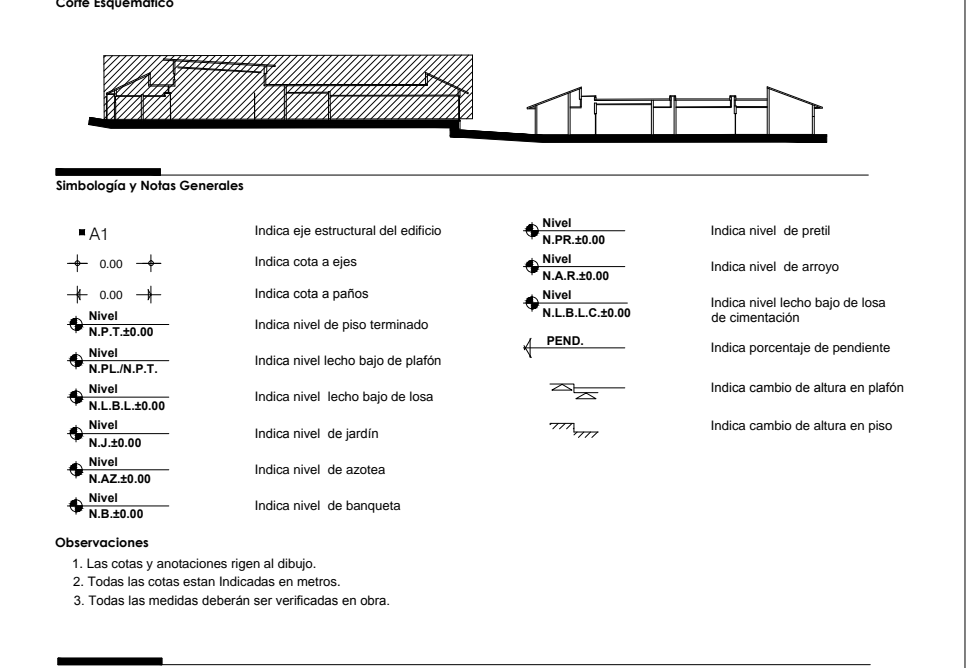 Corte Esquemático
Simbología y Notas Generales
A1
Indica eje estructural del edificio
0.00
Indica cota a ejes
0.00
Indica cota a paños
Nivel
N.P.T.±0.00
Indica nivel de piso terminado
Nivel
N.PL./N.P.T.
Indica nivel lecho bajo de plafón
Nivel
N.L.B.L.±0.00
Indica nivel lecho bajo de losa
Nivel
N.J.±0.00
Indica nivel de jardín
Nivel
N.AZ.±0.00
Indica nivel de azotea
Nivel
N.B.±0.00
Indica nivel de banqueta
Nivel
N.PR.±0.00
Indica nivel de pretil
Nivel
N.A.R.±0.00
Indica nivel de arroyo
Nivel
N.L.B.L.C.±0.00
Indica nivel lecho bajo de losa
de cimentación
PEND.
Indica porcentaje de pendiente
Indica cambio de altura en plafón
Indica cambio de altura en piso
Observaciones
1. Las cotas y anotaciones rigen al dibujo.
2. Todas las cotas estan Indicadas en metros.
3. Todas las medidas deberán ser verificadas en obra.